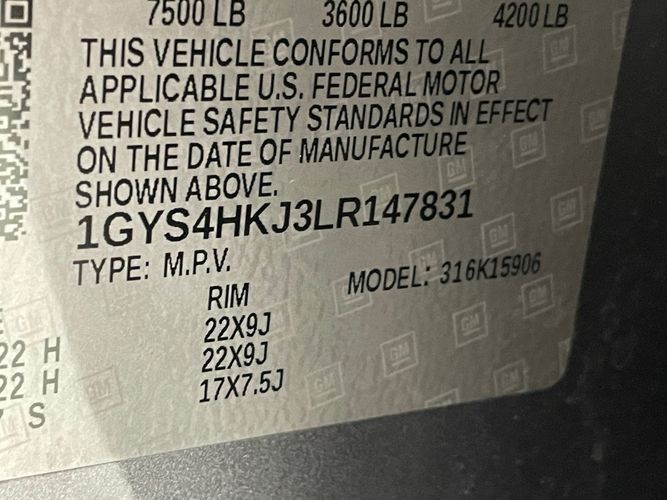 7500 LB 3600 LB 4200 LB
THIS VEHICLE CONFORMS TO ALL
APPLICABLE U.S. FEDERAL MOTOR
VEHICLE SAFETY STANDARDS IN EFFECT
ON THE DATE OF MANUFACTURE
SHOWN ABOVE.
1GYS4HKJ3LR147831
TYPE: M.P.V. MODEL: 316K15906
RIM
22X9J
22 H 22X9J
22 H 17X7.5J
S
GM